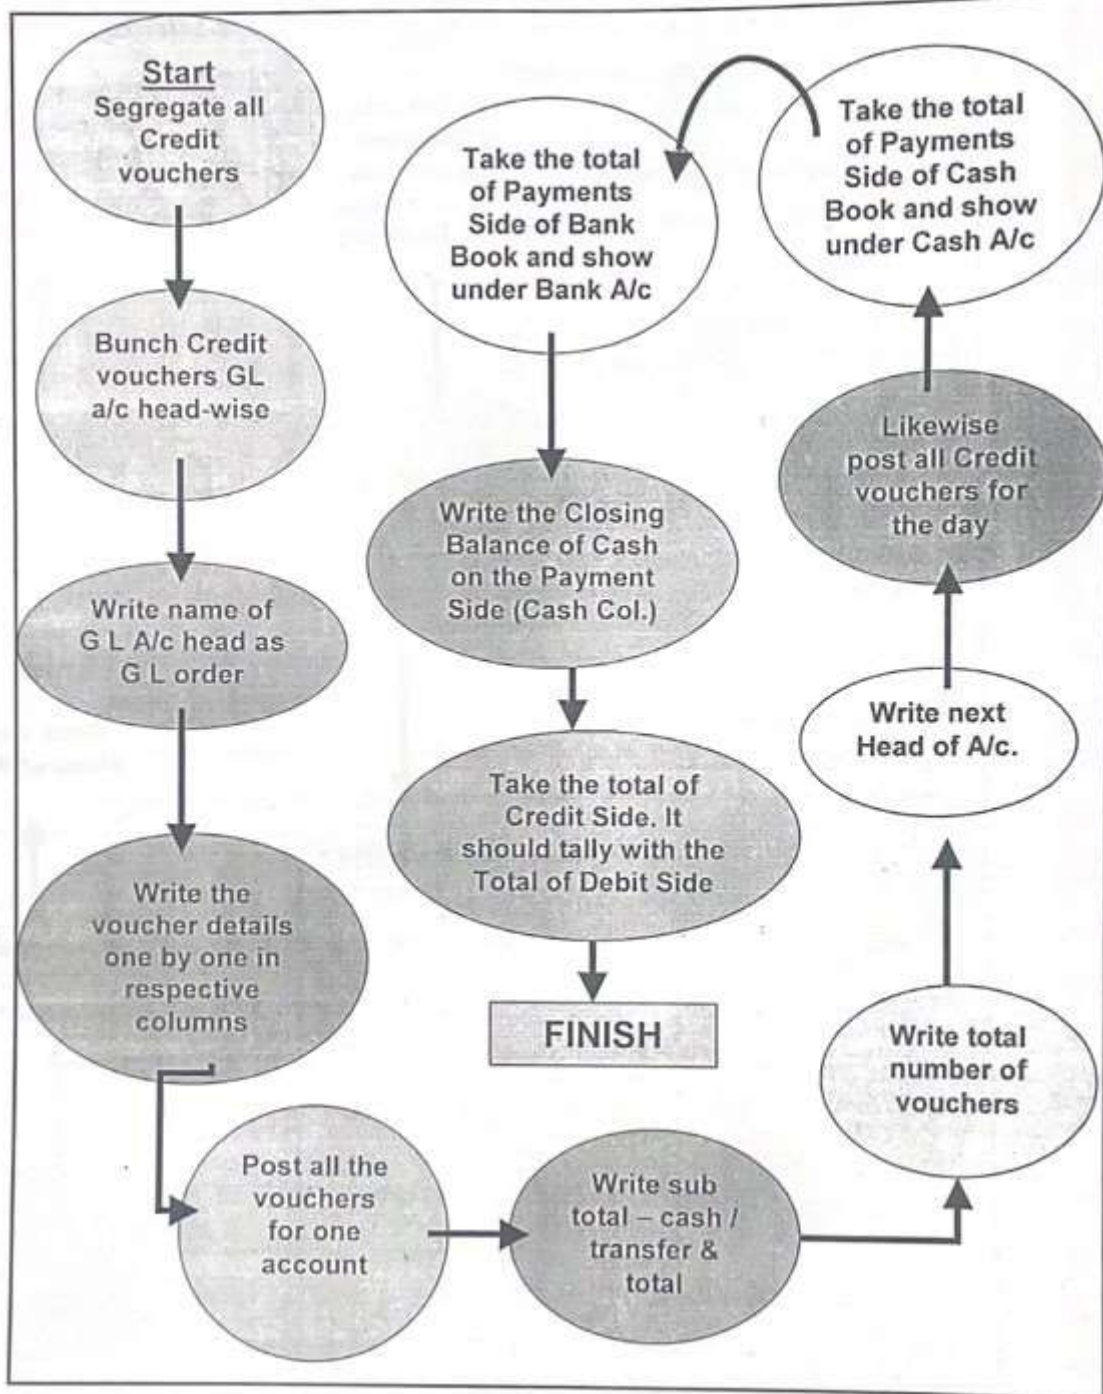 Start
Segregate all
Credit
vouchers
Bunch Credit
vouchers GL
a/c head-wise
Write name of
G L A/c head as
G L order
Write the
voucher details
one by one in
respective
columns
Post all the
vouchers
for one
account
Write sub
total – cash /
transfer &
total
Write total
number of
vouchers
Write next
Head of A/c.
Likewise
post all Credit
vouchers for
the day
Take the total
of Payments
Side of Cash
Book and show
under Cash A/c
Take the total
of Payments
Side of Bank
Book and show
under Bank A/c
Write the Closing
Balance of Cash
on the Payment
Side (Cash Col.)
Take the total of
Credit Side. It
should tally with the
Total of Debit Side
FINISH